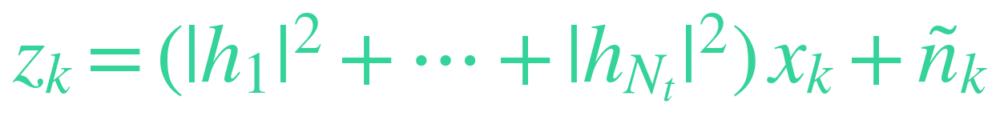 z_k = (|h_1|^2 + ⋯ + |h_{N_t}|^2) x_k + ñ_k